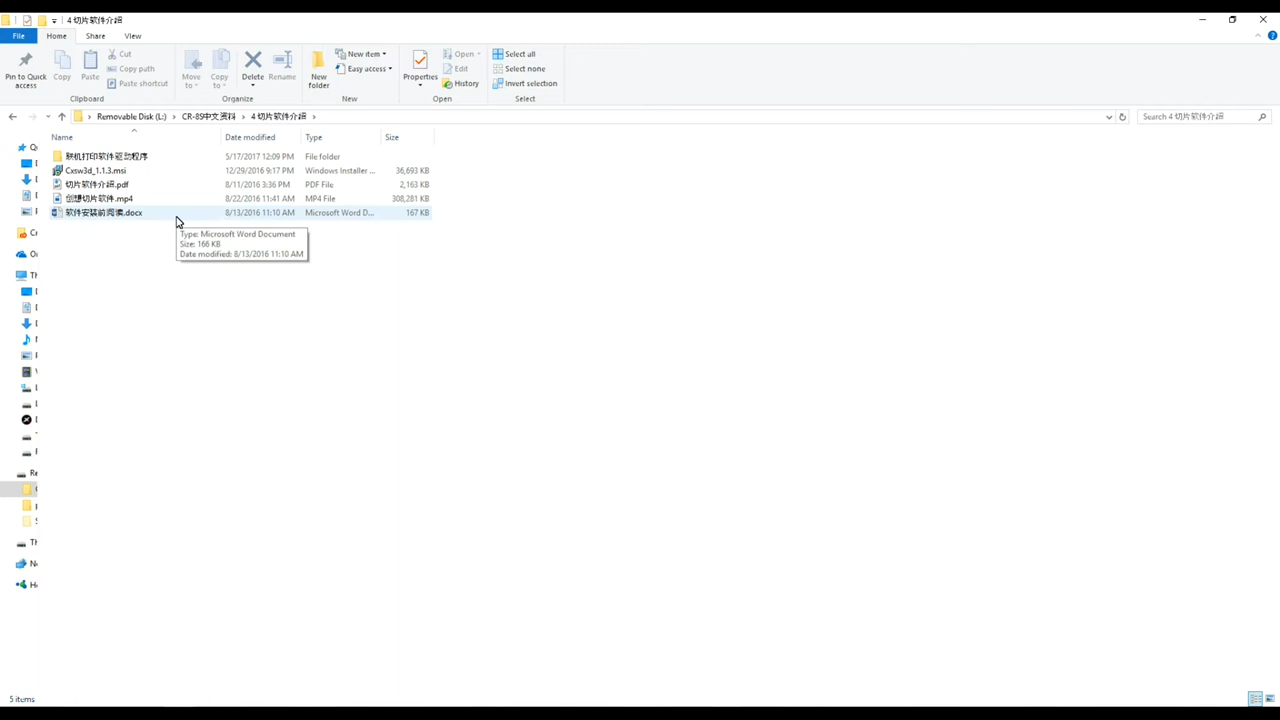 4 切片软件介绍
File Home Share View
Pin to Quick access
Copy
Paste
Cut
Copy path
Paste shortcut
Move to
Copy to
Delete
Rename
New folder
New item
Easy access
Properties
Open
Edit
History
Select all
Select none
Invert selection
Clipboard Organize New Open Select
Removable Disk (L:) CR-8S中文资料 4 切片软件介绍
Search 4 切片软件介绍
Name Date modified Type Size
联机打印软件驱动程序 5/17/2017 12:09 PM File folder
Cxsw3d_1.1.3.msi 12/29/2016 9:17 PM Windows Installer ... 36,693 KB
切片软件介绍.pdf 8/11/2016 3:36 PM PDF File 2,163 KB
创想切片软件.mp4 8/22/2016 11:41 AM MP4 File 308,281 KB
软件安装前阅读.docx 8/13/2016 11:10 AM Microsoft Word D... 167 KB
Type: Microsoft Word Document
Size: 166 KB
Date modified: 8/13/2016 11:10 AM
5 items